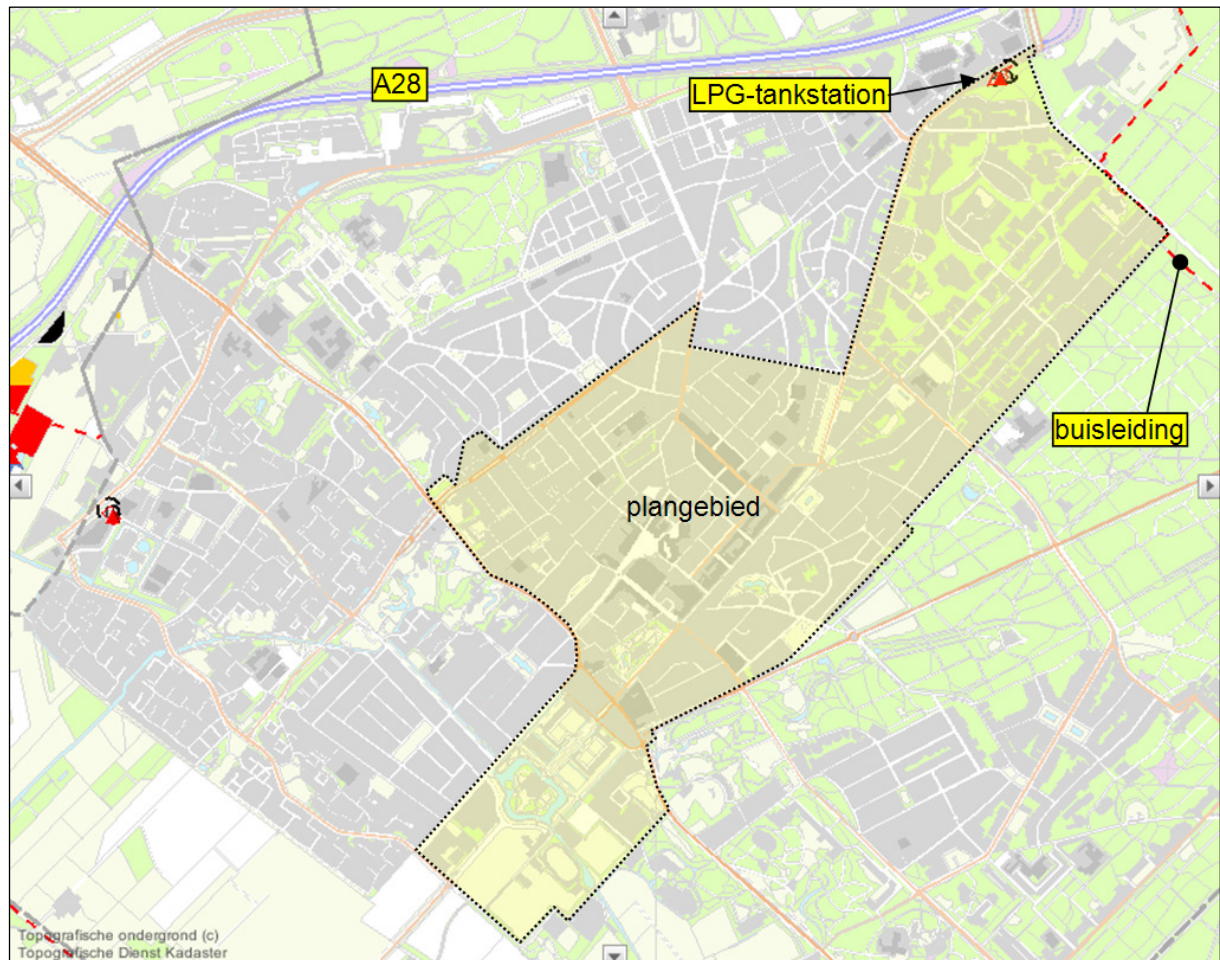 A28
LPG-tankstation
buisleiding
plangebied
Topografische ondergrond (c)
Topografische Dienst Kadaster